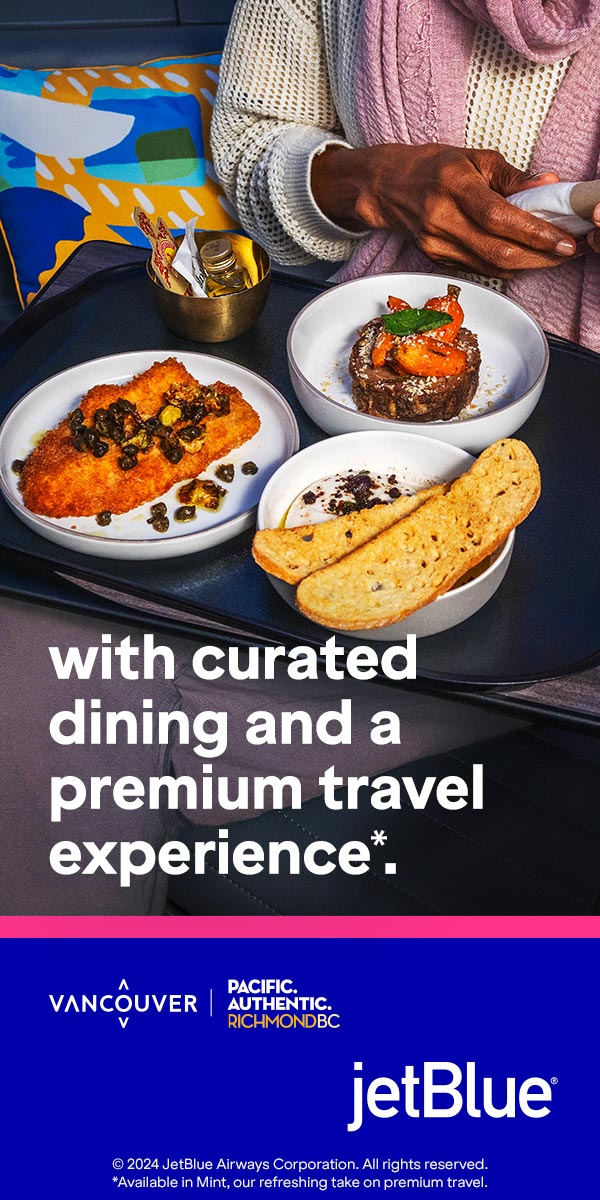 with curated
dining and a
premium travel
experience*.
VANCOUVER
PACIFIC.
AUTHENTIC.
RICHMONDBC
jetBlue®
© 2024 JetBlue Airways Corporation. All rights reserved.
*Available in Mint, our refreshing take on premium travel.